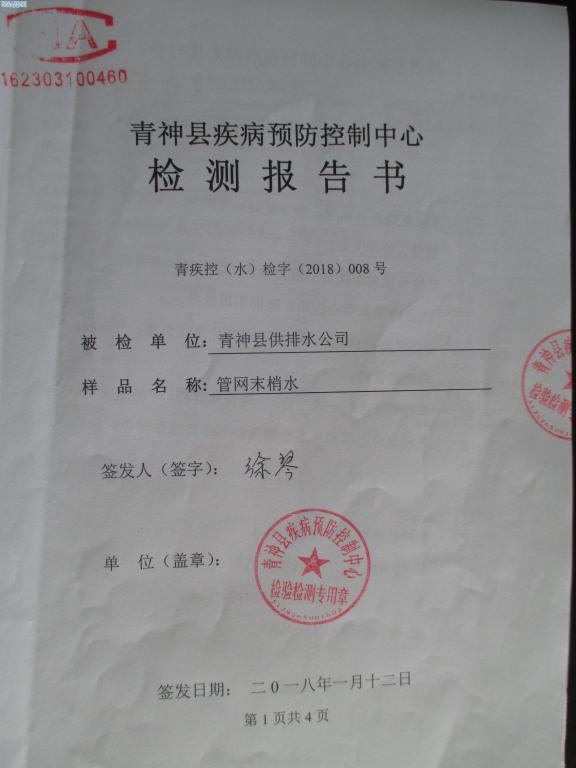 MA
162303100460
青神县疾病预防控制中心
检测报告书
青疾控（水）检字（2018）008号
被检单位：青神县供排水公司
样品名称：管网末梢水
签发人（签字）：徐琴
单 位（盖章）：
青神县疾病预防控制中心
检验检测专用章
签发日期： 二0一八年一月十二日
第1页共4页